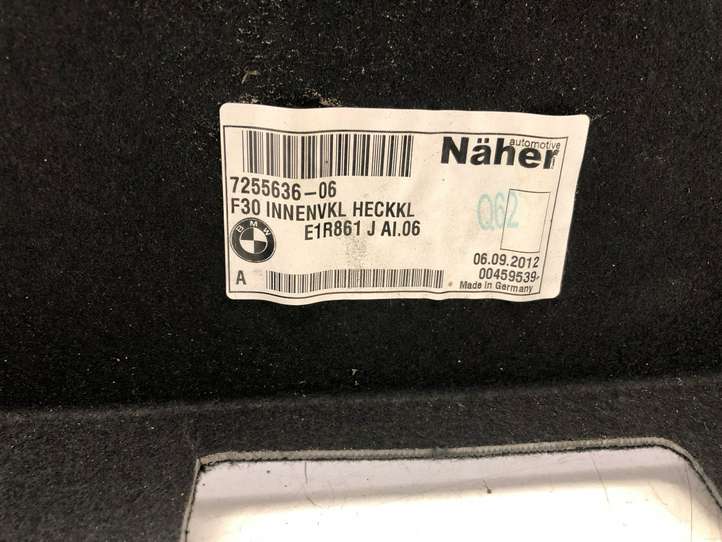 Näher
automotive
7255636-06
F30 INNENVKL HECKKL
E1R861 J AI.06
BMW
Q62
A
06.09.2012
00459539-
Made in Germany